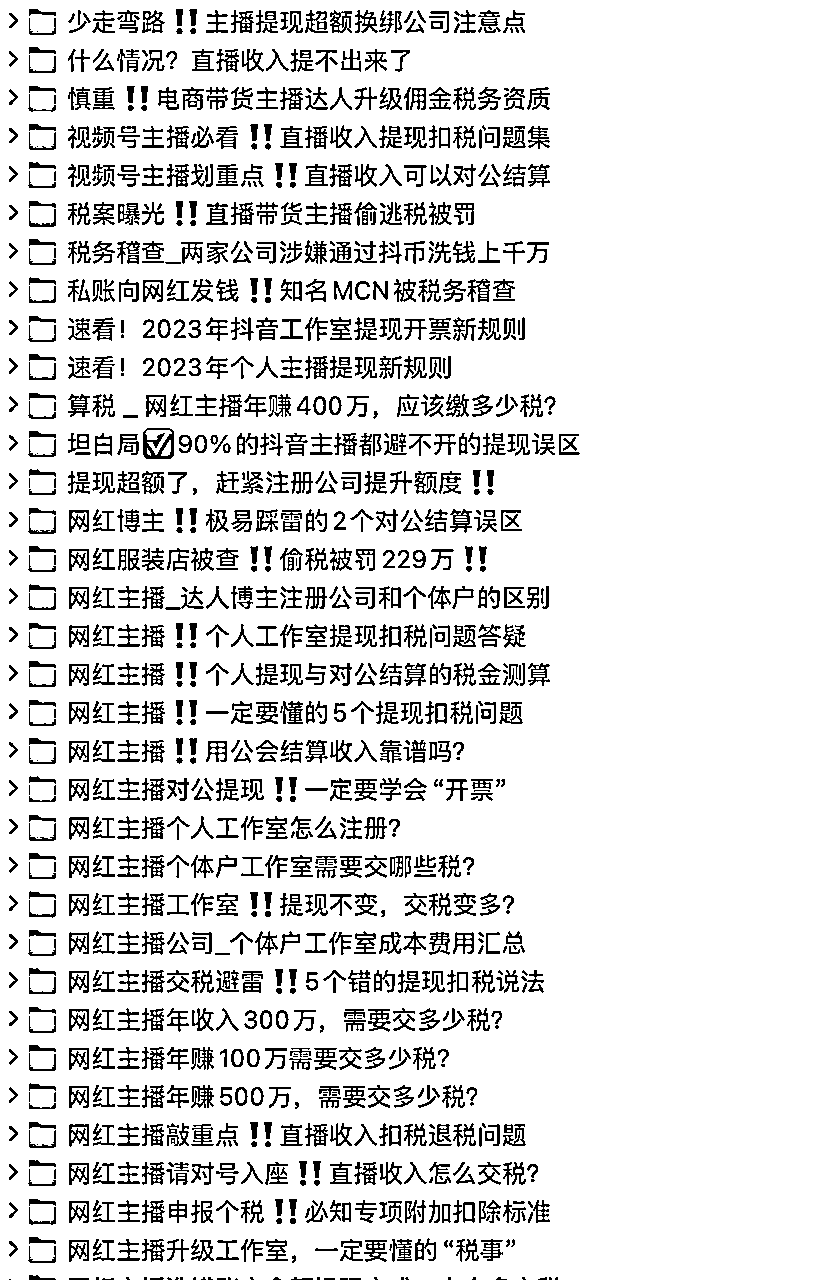 少走弯路‼️主播提现超额换绑公司注意点
什么情况？直播收入提不出来了
慎重‼️电商带货主播达人升级佣金税务资质
视频号主播必看‼️直播收入提现扣税问题集
视频号主播划重点‼️直播收入可以对公结算
税案曝光‼️直播带货主播偷逃税被罚
税务稽查_两家公司涉嫌通过抖币洗钱上千万
私账向网红发钱‼️知名MCN被税务稽查
速看！2023年抖音工作室提现开票新规则
速看！2023年个人主播提现新规则
算税 _ 网红主播年赚400万，应该缴多少税？
坦白局☑️90%的抖音主播都避不开的提现误区
提现超额了，赶紧注册公司提升额度‼️
网红博主‼️极易踩雷的2个对公结算误区
网红服装店被查‼️偷税被罚229万‼️
网红主播_达人博主注册公司和个体户的区别
网红主播‼️个人工作室提现扣税问题答疑
网红主播‼️个人提现与对公结算的税金测算
网红主播‼️一定要懂的5个提现扣税问题
网红主播‼️用公会结算收入靠谱吗？
网红主播对公提现‼️一定要学会“开票”
网红主播个人工作室怎么注册？
网红主播个体户工作室需要交哪些税？
网红主播工作室‼️提现不变，交税变多？
网红主播公司_个体户工作室成本费用汇总
网红主播交税避雷‼️5个错的提现扣税说法
网红主播年收入300万，需要交多少税？
网红主播年赚100万需要交多少税？
网红主播年赚500万，需要交多少税？
网红主播敲重点‼️直播收入扣税退税问题
网红主播请对号入座‼️直播收入怎么交税？
网红主播申报个税‼️必知专项附加扣除标准
网红主播升级工作室，一定要懂的“税事”